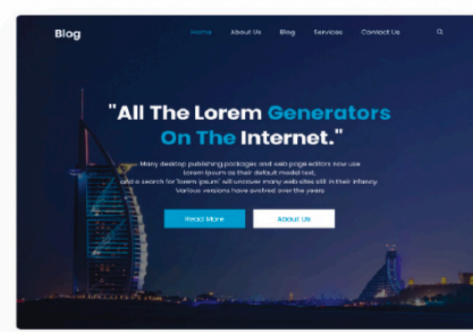 Blog
Home About Us Blog Services Contact Us
"All The Lorem Generators
On The Internet."
Many desktop publishing packages and web page editors now use
Lorem Ipsum as their default model text,
and a search for 'lorem ipsum' will uncover many web sites still in their infancy.
Various versions have evolved over the years
Read More
About Us